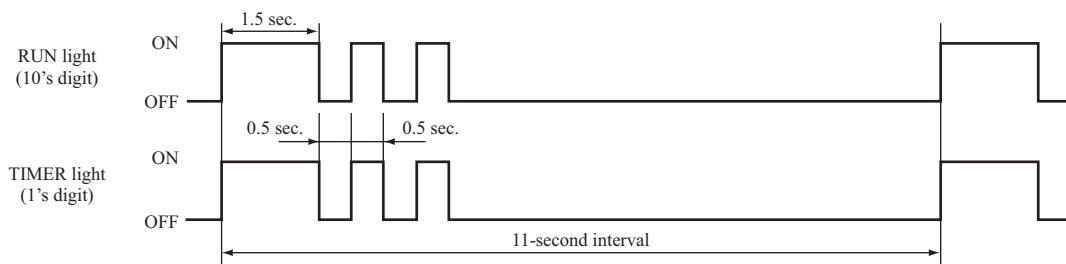 1.5 sec.
ON
RUN light
(10’s digit)
OFF
0.5 sec.
0.5 sec.
ON
TIMER light
(1’s digit)
OFF
11-second interval